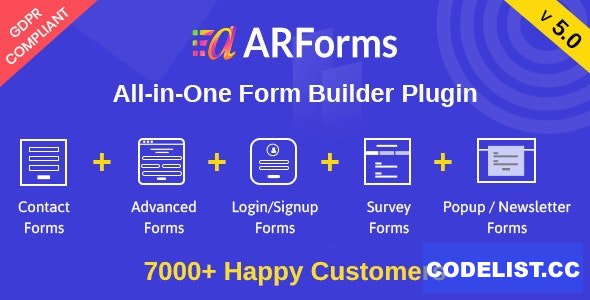 GDPR
COMPLIANT
ARForms
V 5.0
All-in-One Form Builder Plugin
Contact
Forms
+
Advanced
Forms
+
Login/Signup
Forms
+
Survey
Forms
+
Popup / Newsletter
Forms
7000+ Happy Customers
CODELIST.CC